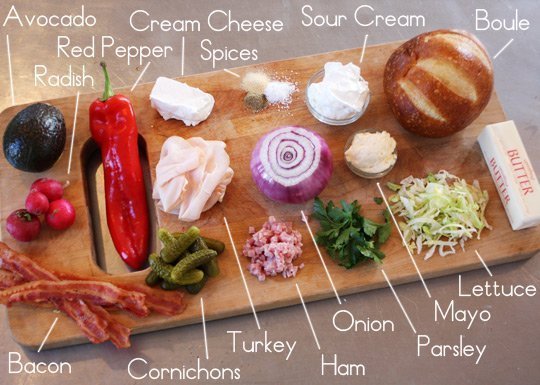 Avocado
Cream Cheese
Sour Cream
Boule
Red Pepper
Spices
Radish
BUTTER
BUTTER
Lettuce
Mayo
Onion
Parsley
Turkey
Ham
Bacon
Cornichons